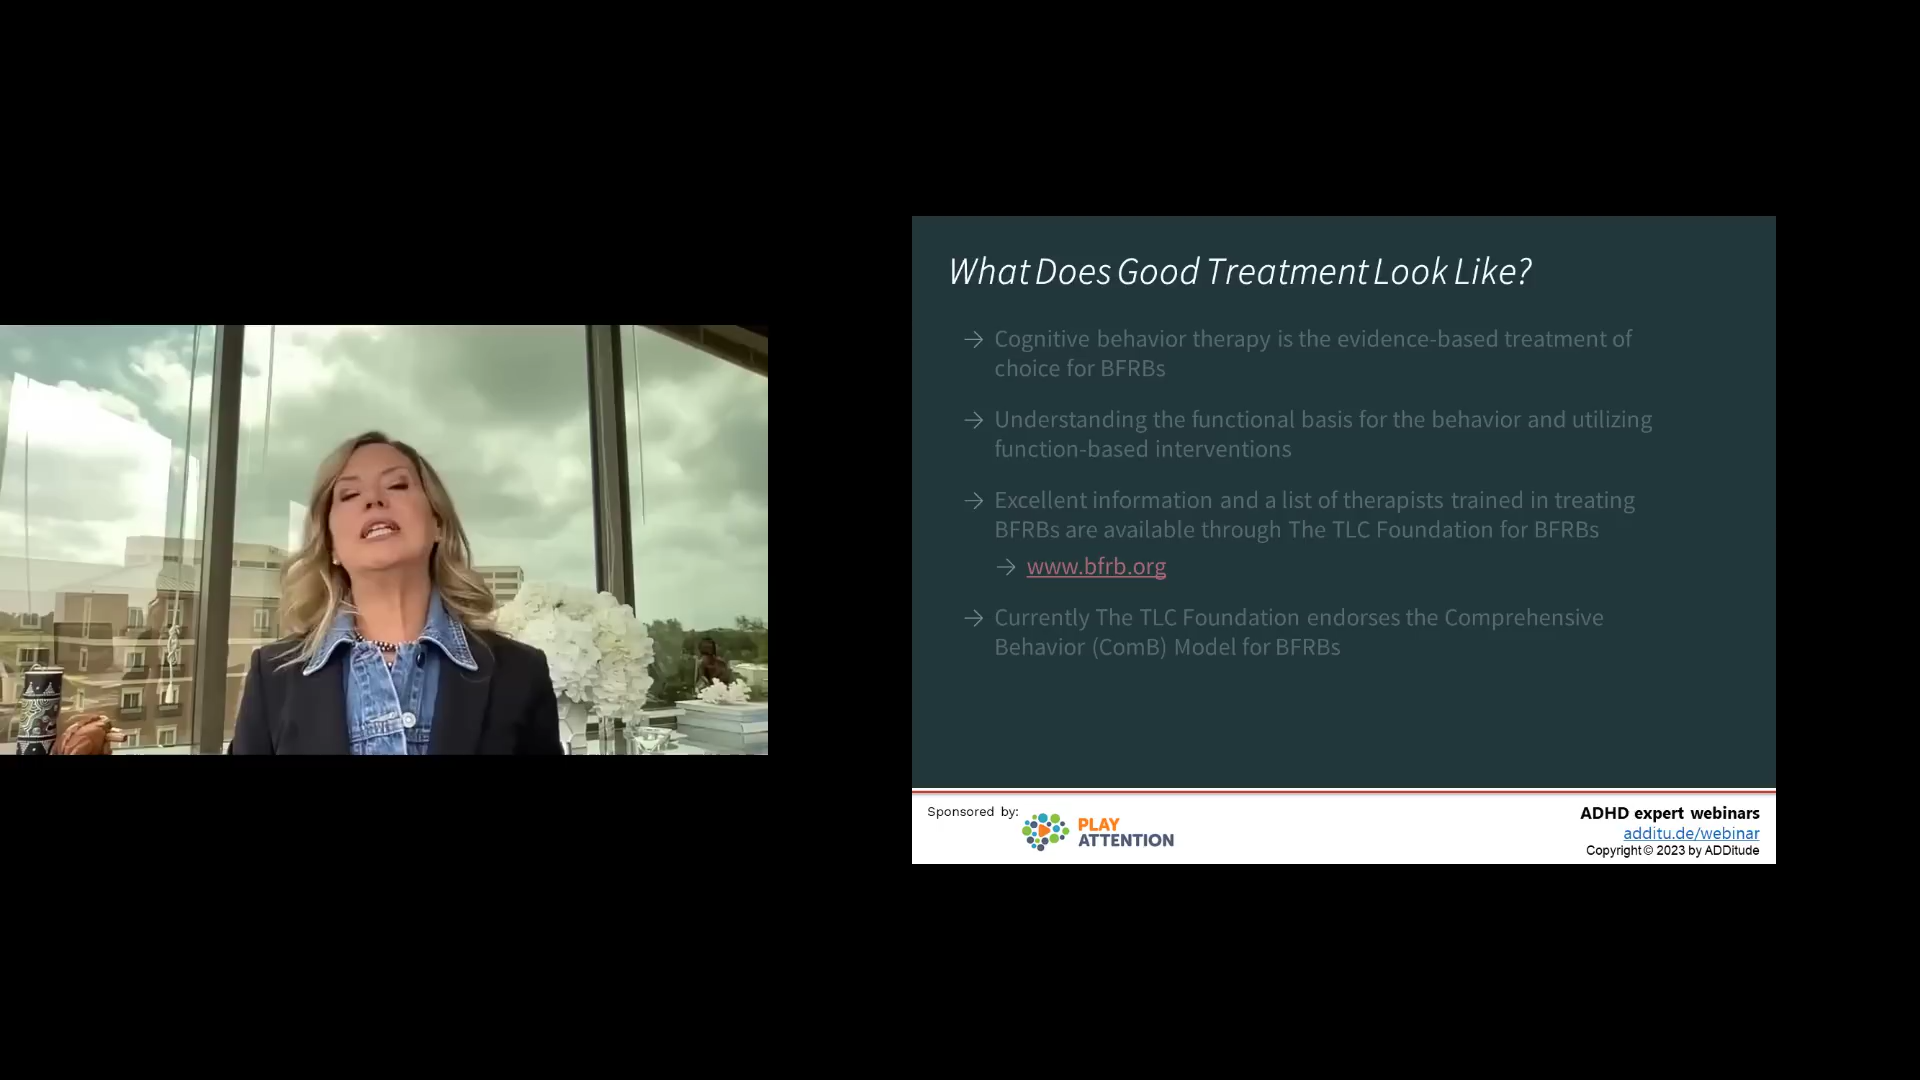 What Does Good Treatment Look Like?
→ Cognitive behavior therapy is the evidence-based treatment of
choice for BFRBs
→ Understanding the functional basis for the behavior and utilizing
function-based interventions
→ Excellent information and a list of therapists trained in treating
BFRBs are available through The TLC Foundation for BFRBs
→ www.bfrb.org
→ Currently The TLC Foundation endorses the Comprehensive
Behavior (ComB) Model for BFRBs
Sponsored by:
PLAY
ATTENTION
ADHD expert webinars
additu.de/webinar
Copyright © 2023 by ADDitude